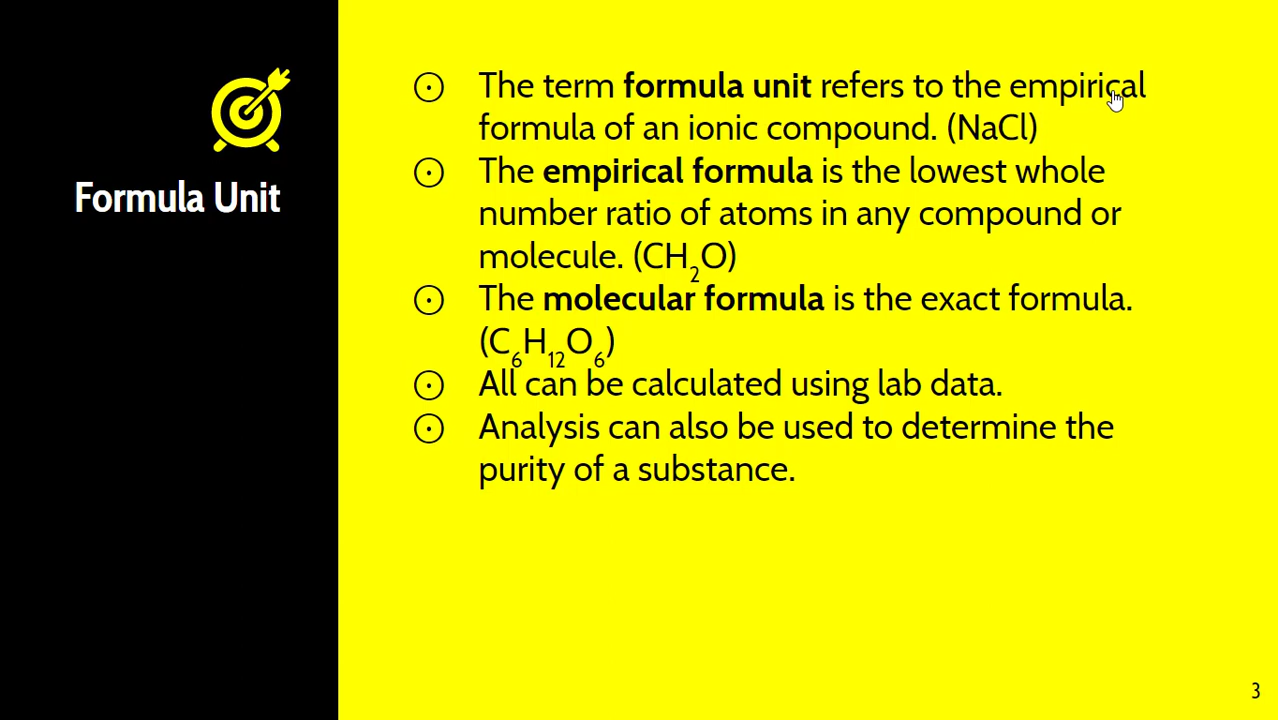 Formula Unit
⊙ The term formula unit refers to the empirical
formula of an ionic compound. (NaCl)
⊙ The empirical formula is the lowest whole
number ratio of atoms in any compound or
molecule. (CH₂O)
⊙ The molecular formula is the exact formula.
(C₆H₁₂O₆)
⊙ All can be calculated using lab data.
⊙ Analysis can also be used to determine the
purity of a substance.
3